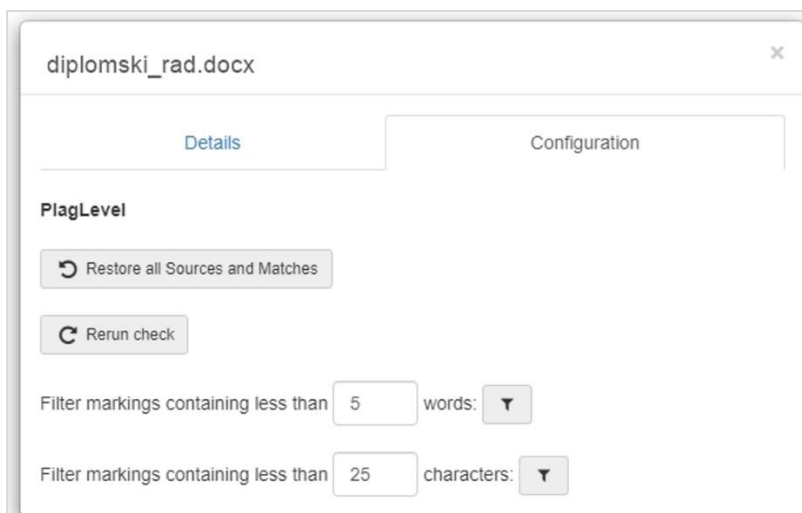 diplomski_rad.docx
×
Details
Configuration
PlagLevel
Restore all Sources and Matches
Rerun check
Filter markings containing less than 5 words:
Filter markings containing less than 25 characters: